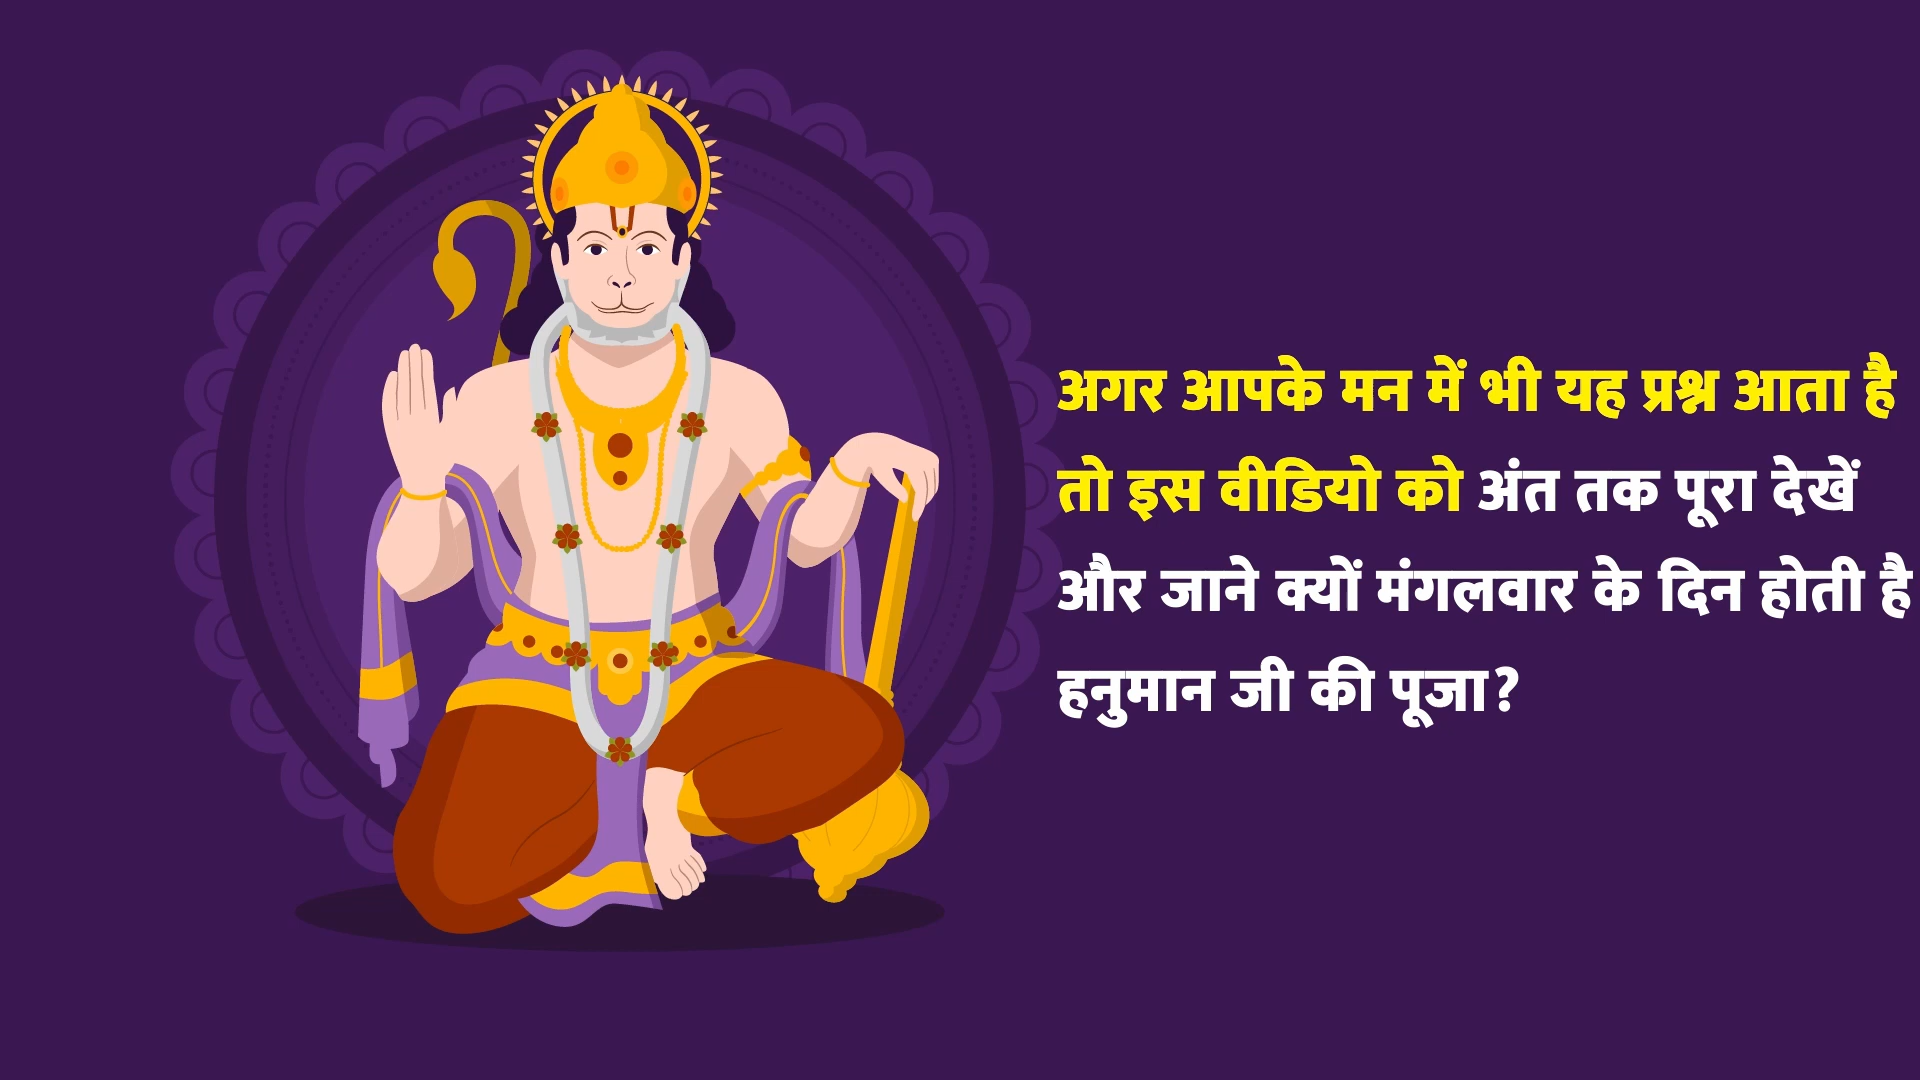 अगर आपके मन में भी यह प्रश्न आता है
तो इस वीडियो को अंत तक पूरा देखें
और जाने क्यों मंगलवार के दिन होती है
हनुमान जी की पूजा?